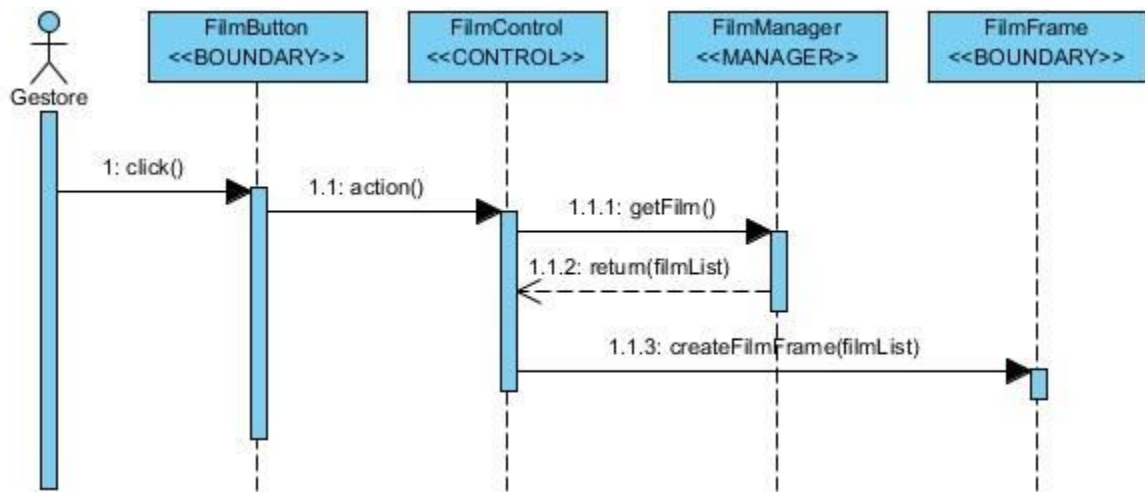 FilmButton
<<BOUNDARY>>
FilmControl
<<CONTROL>>
FilmManager
<<MANAGER>>
FilmFrame
<<BOUNDARY>>
Gestore
1: click()
1.1: action()
1.1.1: getFilm()
1.1.2: return(filmList)
1.1.3: createFilmFrame(filmList)